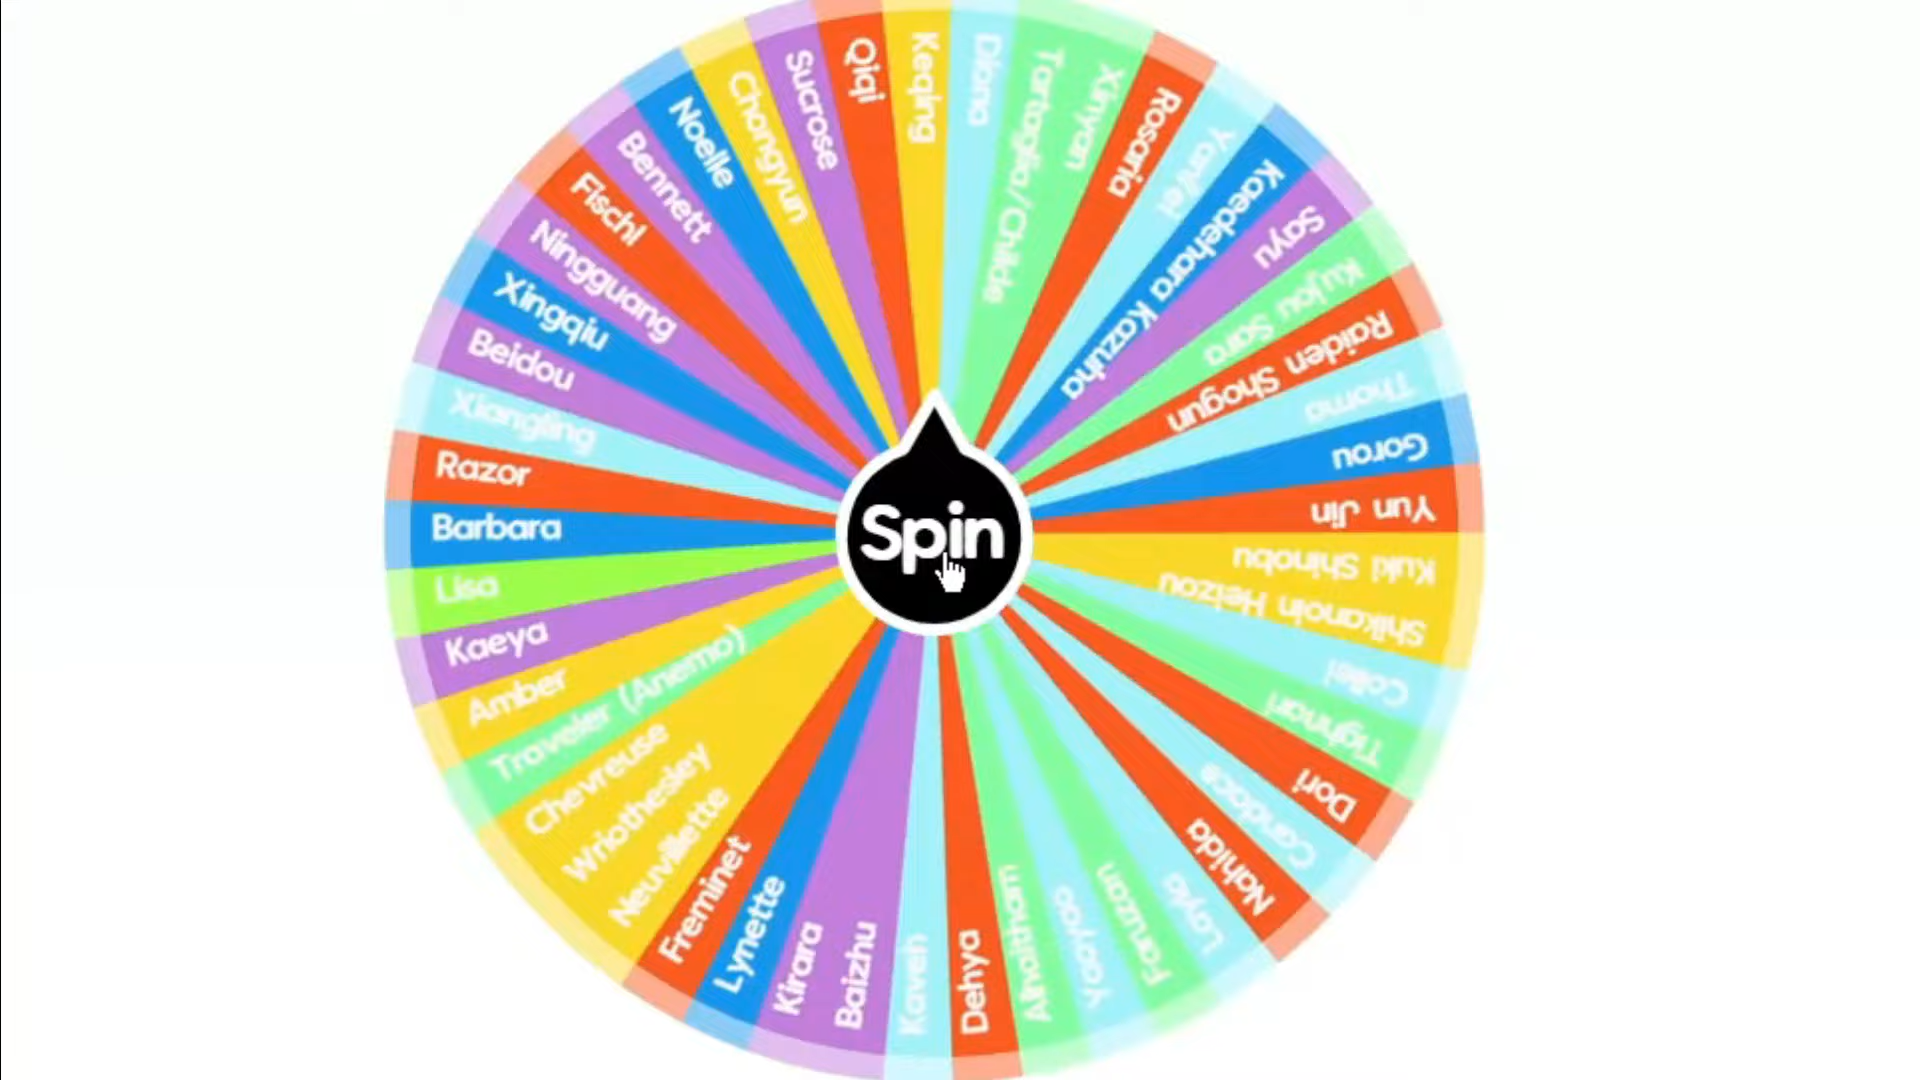 Keqing
Diona
Tartaglia/Childe
Xinyan
Rosaria
YanFei
Kaedehara Kazuha
Sayu
Kujou Sara
Raiden Shogun
Thoma
Gorou
Yun Jin
Kuki Shinobu
Shikanoin Heizou
Collei
Tighnari
Dori
Candace
Nahida
Layla
Faruzan
Yaoyao
Alhaitham
Dehya
Kaveh
Baizhu
Kirara
Lynette
Freminet
Neuvillette
Wriothesley
Chevreuse
Traveler (Anemo)
Amber
Kaeya
Lisa
Barbara
Razor
Xiangling
Beidou
Xingqiu
Ningguang
Fischl
Bennett
Noelle
Chongyun
Sucrose
Qiqi
Spin